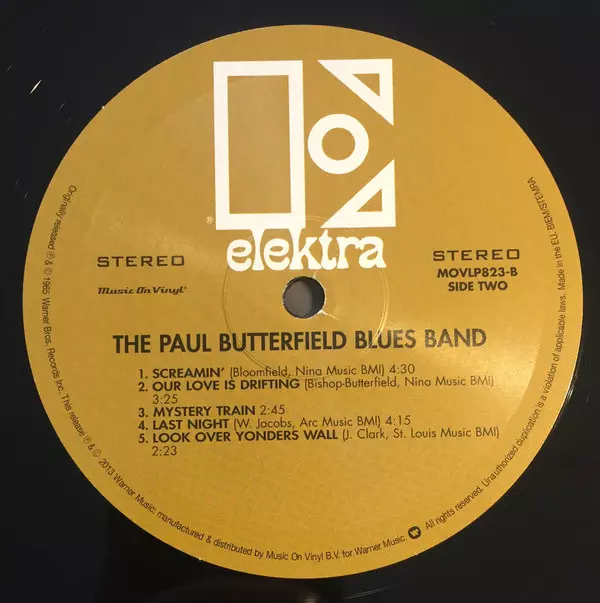 ®
elektra
STEREO
Music On Vinyl®
STEREO
MOVLP823-B
SIDE TWO
THE PAUL BUTTERFIELD BLUES BAND
1. SCREAMIN' (Bloomfield, Nina Music BMI) 4:30
2. OUR LOVE IS DRIFTING (Bishop-Butterfield, Nina Music BMI)
3:25
3. MYSTERY TRAIN 2:45
4. LAST NIGHT (W. Jacobs, Arc Music BMI) 4:15
5. LOOK OVER YONDERS WALL (J. Clark, St. Louis Music BMI)
2:23
Originally released ℗ & © 1965 Warner Bros. Records Inc. This release ℗ & © 2013 Warner Music. manufactured & distributed by Music On Vinyl B.V. for Warner Music. All rights reserved. Unauthorized duplication is a violation of applicable laws. Made in the EU. BIEM/STEMRA